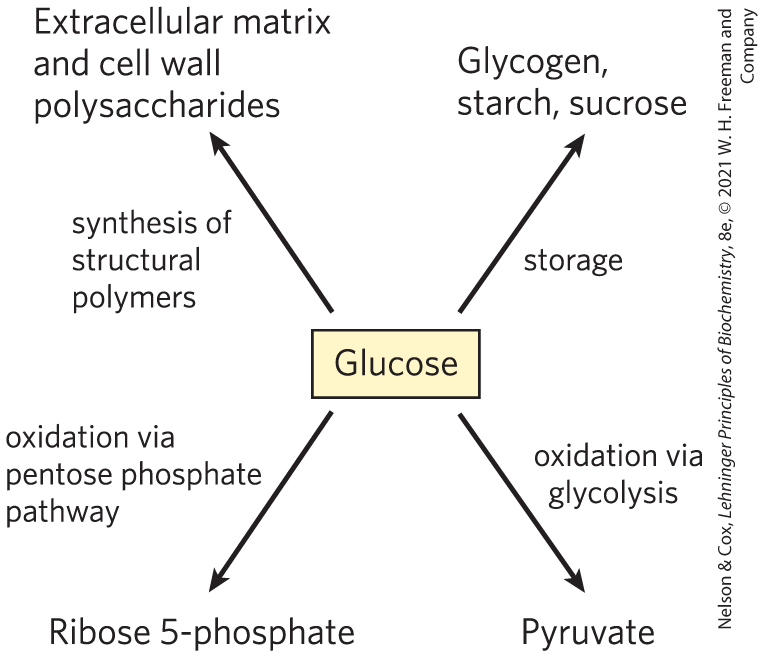 Extracellular matrix
and cell wall
polysaccharides
Glycogen,
starch, sucrose
synthesis of
structural
polymers
storage
Glucose
oxidation via
pentose phosphate
pathway
oxidation via
glycolysis
Ribose 5-phosphate
Pyruvate
Nelson & Cox, Lehninger Principles of Biochemistry, 8e, © 2021 W. H. Freeman and
Company